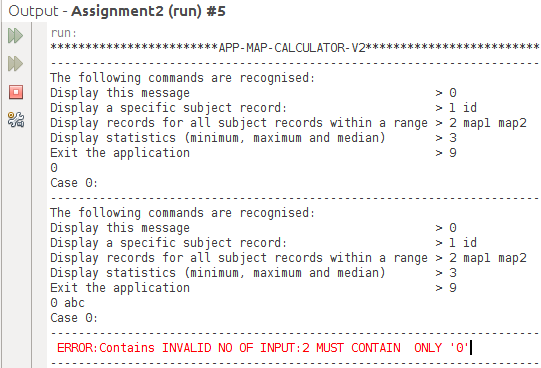 Output - Assignment2 (run) #5
run:
************************APP-MAP-CALCULATOR-V2*************************
----------------------------------------------------------------------
The following commands are recognised:
Display this message > 0
Display a specific subject record: > 1 id
Display records for all subject records within a range > 2 map1 map2
Display statistics (minimum, maximum and median) > 3
Exit the application > 9
0
Case 0:
----------------------------------------------------------------------
The following commands are recognised:
Display this message > 0
Display a specific subject record: > 1 id
Display records for all subject records within a range > 2 map1 map2
Display statistics (minimum, maximum and median) > 3
Exit the application > 9
0 abc
Case 0:
----------------------------------------------------------------------
ERROR:Contains INVALID NO OF INPUT:2 MUST CONTAIN  ONLY '0'
----------------------------------------------------------------------